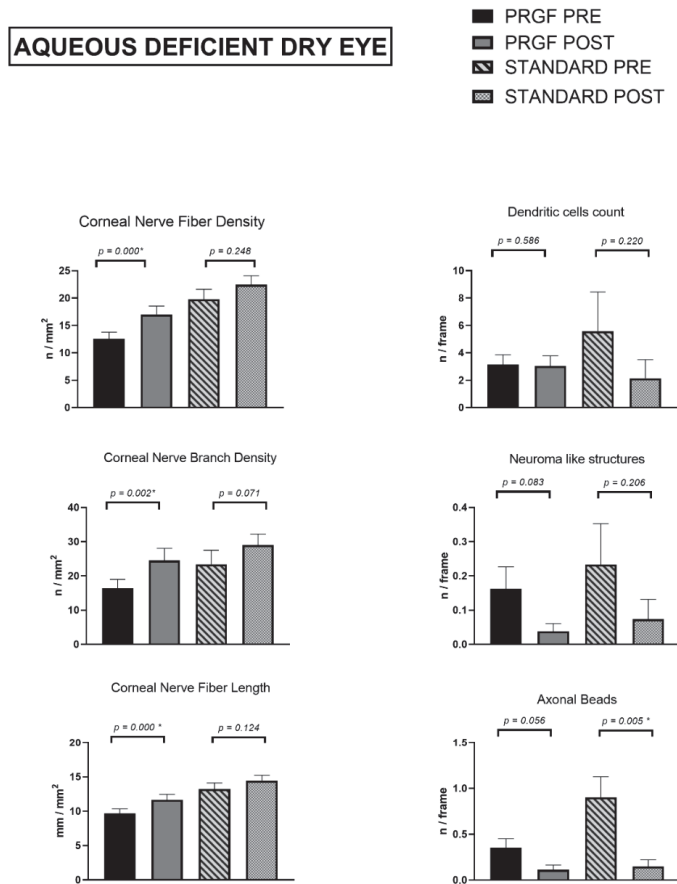 AQUEOUS DEFICIENT DRY EYE
PRGF PRE
PRGF POST
STANDARD PRE
STANDARD POST
Corneal Nerve Fiber Density
p = 0.000*
p = 0.248
25
20
15
10
5
0
n / mm²
Dendritic cells count
p = 0.586
p = 0.220
10
8
6
4
2
0
n / frame
Corneal Nerve Branch Density
p = 0.002*
p = 0.071
40
30
20
10
0
n / mm²
Neuroma like structures
p = 0.083
p = 0.206
0.4
0.3
0.2
0.1
0.0
n / frame
Corneal Nerve Fiber Length
p = 0.000 *
p = 0.124
20
15
10
5
0
mm / mm²
Axonal Beads
p = 0.056
p = 0.005 *
1.5
1.0
0.5
0.0
n / frame